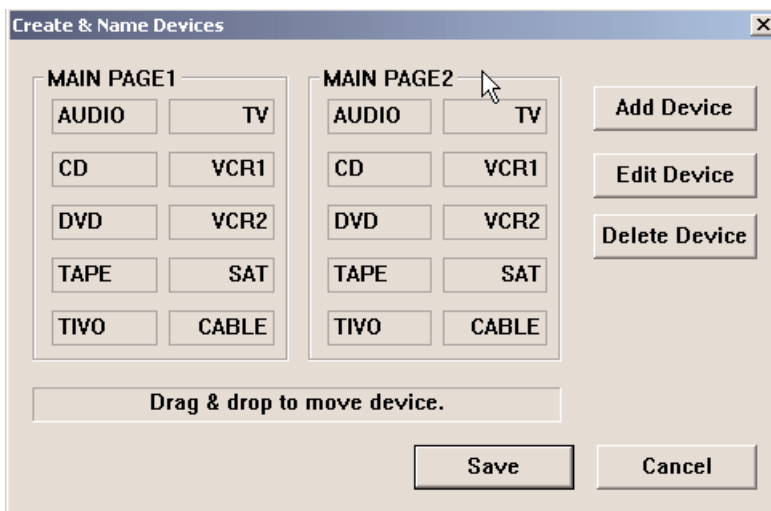 Create & Name Devices
MAIN PAGE1
AUDIO TV
CD VCR1
DVD VCR2
TAPE SAT
TIVO CABLE
MAIN PAGE2
AUDIO TV
CD VCR1
DVD VCR2
TAPE SAT
TIVO CABLE
Add Device
Edit Device
Delete Device
Drag & drop to move device.
Save Cancel